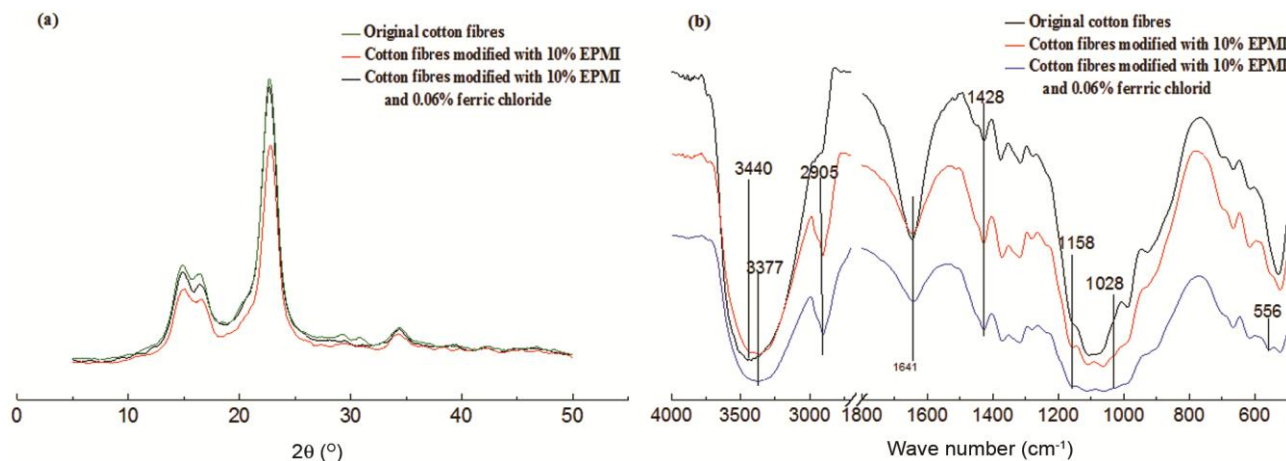 (a)
Original cotton fibres
Cotton fibres modified with 10% EPMI
Cotton fibres modified with 10% EPMI
and 0.06% ferric chloride
0
10
20
30
40
50
2θ (O)
(b)
Original cotton fibres
Cotton fibres modified with 10% EPMI
Cotton fibres modified with 10% EPMI
and 0.06% ferrric chlorid
3440
3377
2905
1641
1428
1158
1028
556
4000
3500
3000
1800
1600
1400
1200
1000
800
600
Wave number (cm-1)